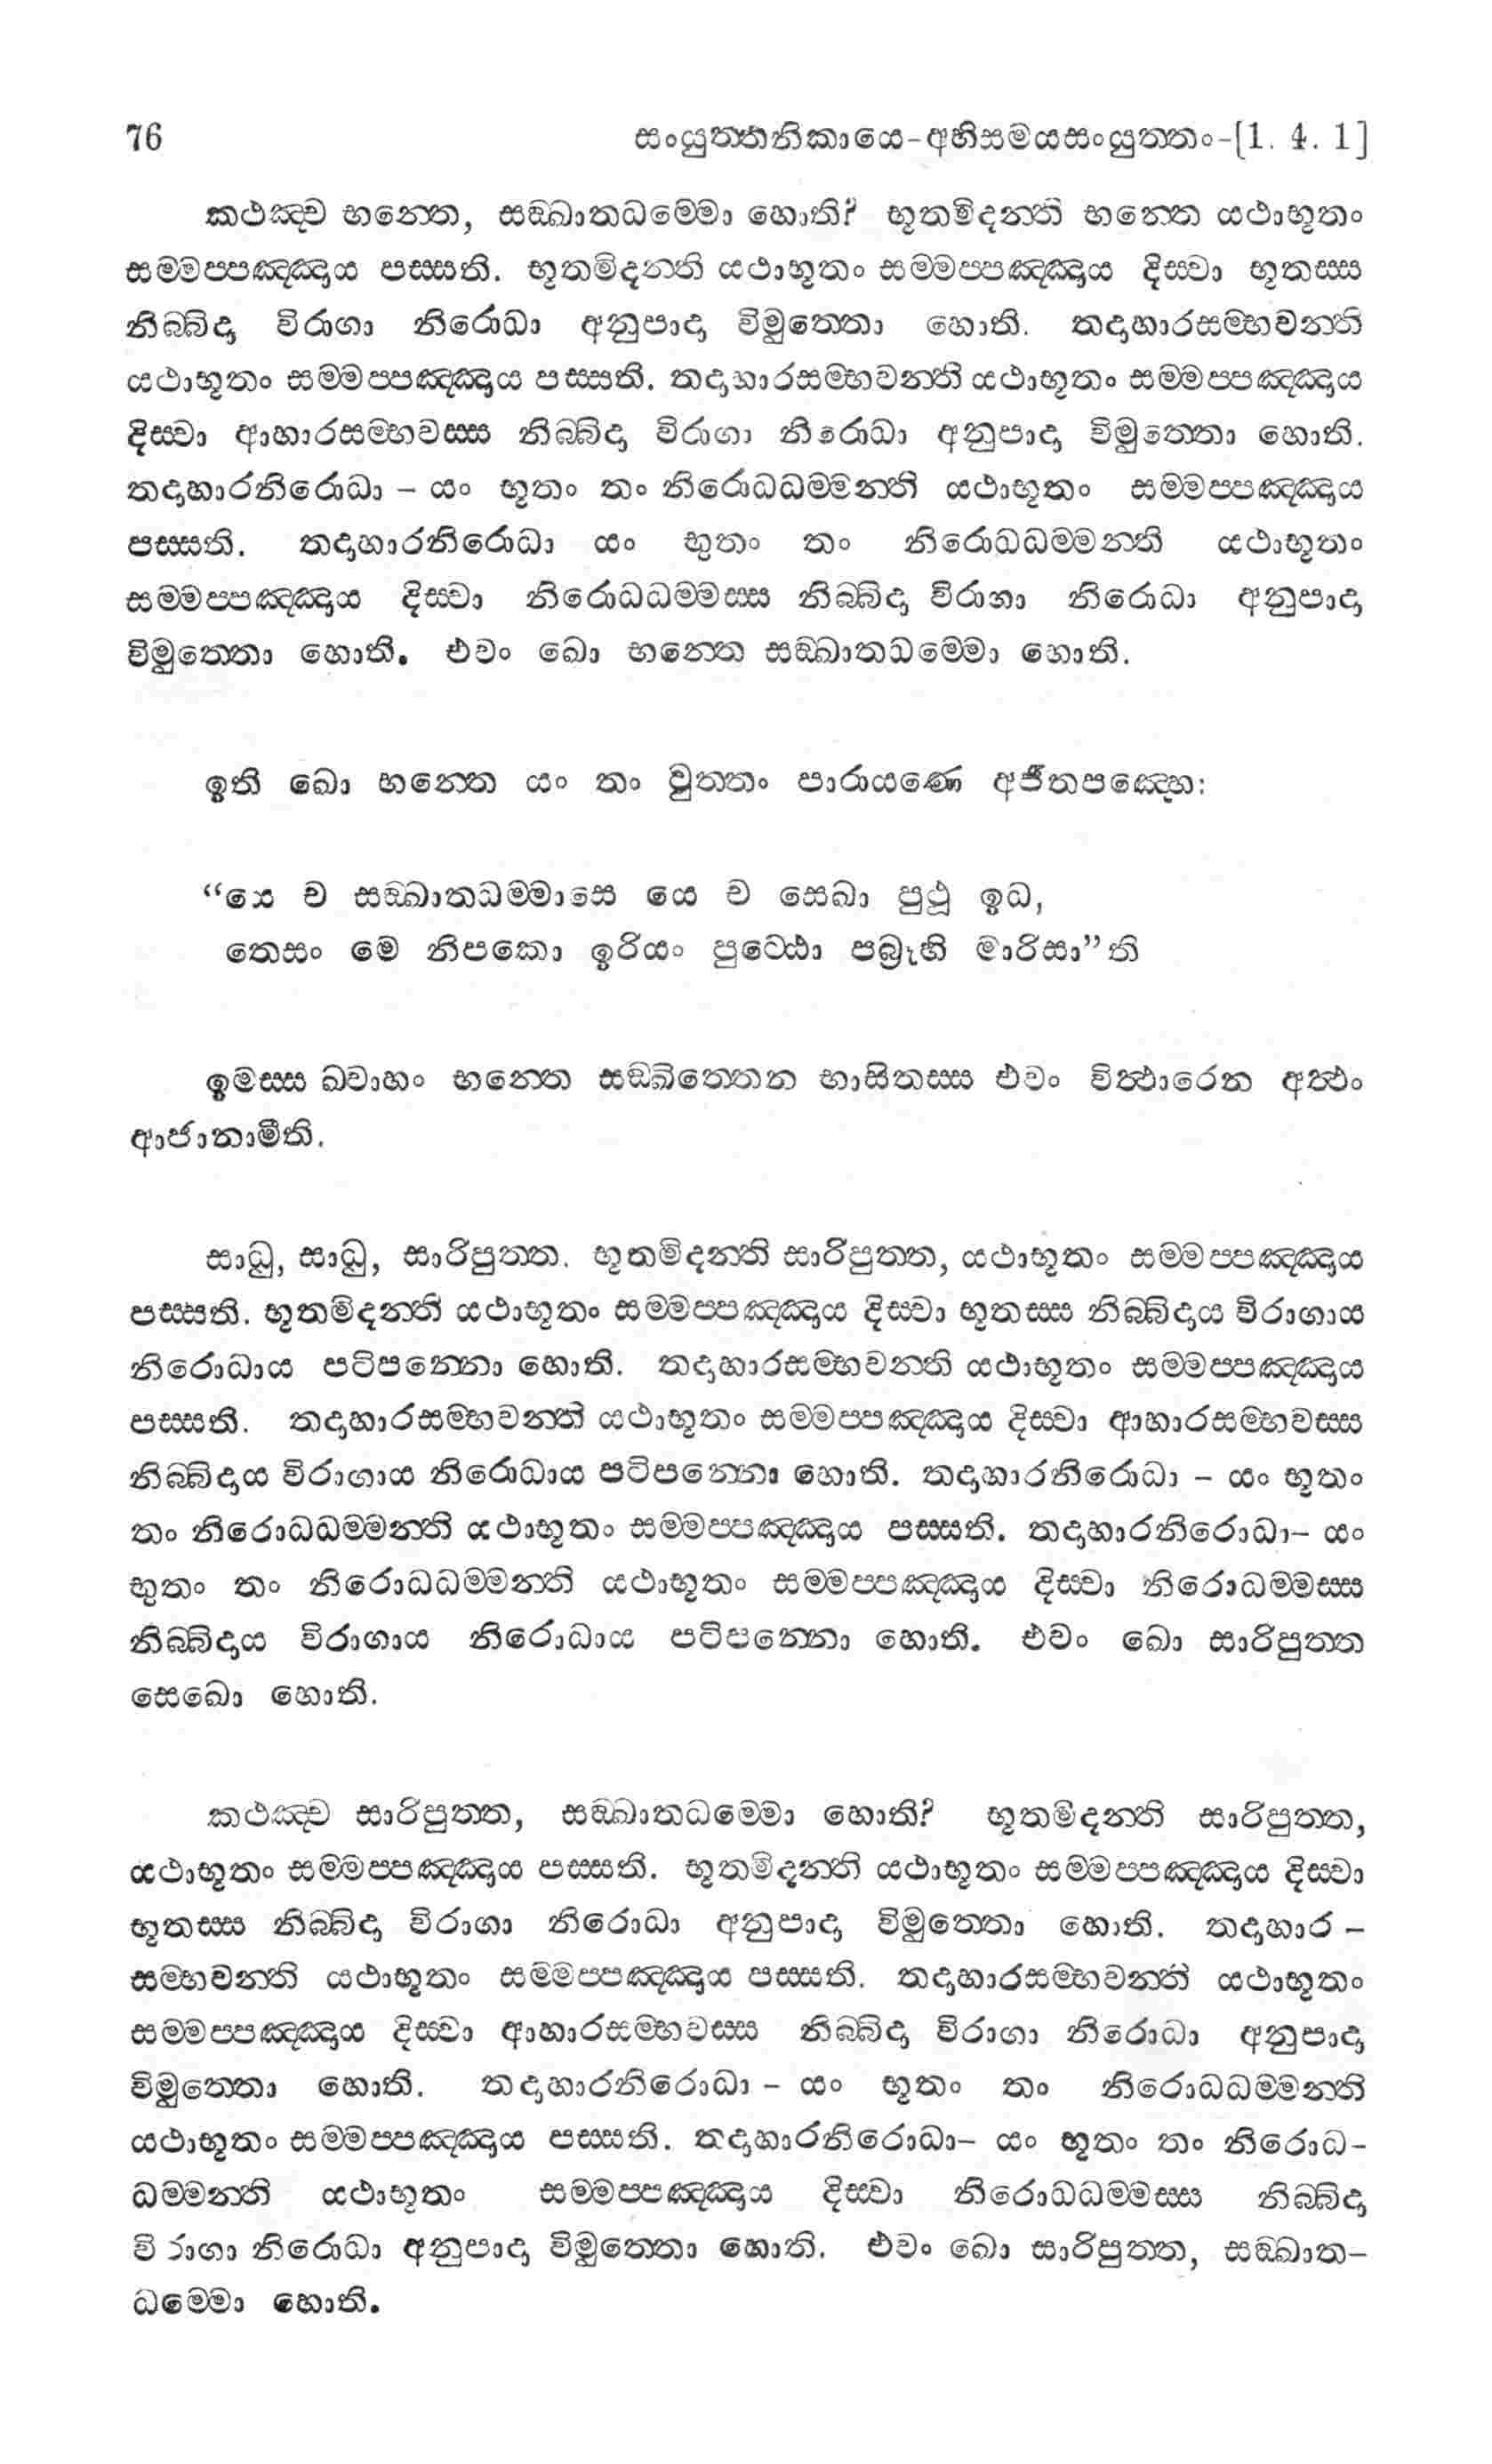 76 සංයුත්තනිකායෙ-අභිසමයසංයුත්තං-[1. 4. 1]
කථඤ්ච භන්තෙ, සඞ්ඛාතධම්මො හොති? භූතමිදන්ති භන්තෙ යථාභූතං
සම්මප්පඤ්ඤාය පස්සති. භූතමිදන්ති යථාභූතං සම්මප්පඤ්ඤාය දිස්වා භූතස්ස
නිබ්බිදා විරාගා නිරොධා අනුපාදා විමුත්තො හොති. තදාහාරසම්භවන්ති
යථාභූතං සම්මප්පඤ්ඤාය පස්සති. තදාහාරසම්භවන්ති යථාභූතං සම්මප්පඤ්ඤාය
දිස්වා ආහාරසම්භවස්ස නිබ්බිදා විරාගා නිරොධා අනුපාදා විමුත්තො හොති.
තදාහාරනිරොධා – යං භූතං තං නිරොධධම්මන්ති යථාභූතං සම්මප්පඤ්ඤාය
පස්සති. තදාහාරනිරොධා යං භුතං තං නිරොධධම්මන්ති යථාභූතං
සම්මප්පඤ්ඤාය දිස්වා නිරොධධම්මස්ස නිබ්බිදා විරාගා නිරොධා අනුපාදා
විමුත්තො හොති. එවං ඛො භන්තෙ සඞ්ඛාතධම්මො හොති.
ඉති ඛො භන්තෙ යං තං වුත්තං පාරායණෙ අජිතපඤ්හෙ:
“යෙ ච සඞ්ඛාතධම්මාසෙ යෙ ච සෙඛා පුථූ ඉධ,
තෙසං මෙ නිපකො ඉරියං පුට්ඨො පබ්‍රූහි මාරිසා”ති
ඉමස්ස ඛ්වාහං භන්තෙ සඞ්ඛිත්තෙන භාසිතස්ස එවං විත්ථාරෙන අත්ථං
ආජානාමීති.
සාධු, සාධු, සාරිපුත්ත. භූතමිදන්ති සාරිපුත්ත, යථාභූතං සම්මප්පඤ්ඤාය
පස්සති. භූතමිදන්ති යථාභූතං සම්මප්පඤ්ඤාය දිස්වා භූතස්ස නිබ්බිදාය විරාගාය
නිරොධාය පටිපන්නො හොති. තදාහාරසම්භවන්ති යථාභූතං සම්මප්පඤ්ඤාය
පස්සති. තදාහාරසම්භවන්ති යථාභූතං සම්මප්පඤ්ඤාය දිස්වා ආහාරසම්භවස්ස
නිබ්බිදාය විරාගාය නිරොධාය පටිපන්නො හොති. තදාහාරනිරොධා – යං භූතං
තං නිරොධධම්මන්ති යථාභූතං සම්මප්පඤ්ඤාය පස්සති. තදාහාරනිරොධා– යං
භුතං තං නිරොධධම්මන්ති යථාභූතං සම්මප්පඤ්ඤාය දිස්වා නිරොධම්මස්ස
නිබ්බිදාය විරාගාය නිරොධාය පටිපන්නො හොති. එවං ඛො සාරිපුත්ත
සෙඛො හොති.
කථඤ්ච සාරිපුත්ත, සඞ්ඛාතධම්මො හොති? භූතමිදන්ති සාරිපුත්ත,
යථාභූතං සම්මප්පඤ්ඤාය පස්සති. භූතමිදන්ති යථාභූතං සම්මප්පඤ්ඤාය දිස්වා
භූතස්ස නිබ්බිදා විරාගා නිරොධා අනුපාදා විමුත්තො හොති. තදාහාර –
සම්භවන්ති යථාභූතං සම්මප්පඤ්ඤාය පස්සති. තදාහාරසම්භවන්ති යථාභූතං
සම්මප්පඤ්ඤාය දිස්වා ආහාරසම්භවස්ස නිබ්බිදා විරාගා නිරොධා අනුපාදා
විමුත්තො හොති. තදාහාරනිරොධා – යං භූතං තං නිරොධධම්මන්ති
යථාභූතං සම්මප්පඤ්ඤාය පස්සති. තදාහාරනිරොධා– යං භූතං තං නිරොධ-
ධම්මන්ති යථාභූතං සම්මප්පඤ්ඤාය දිස්වා නිරොධධම්මස්ස නිබ්බිදා
විරාගා නිරොධා අනුපාදා විමුත්තො හොති. එවං ඛො සාරිපුත්ත, සඞ්ඛාත–
ධම්මො හොති.